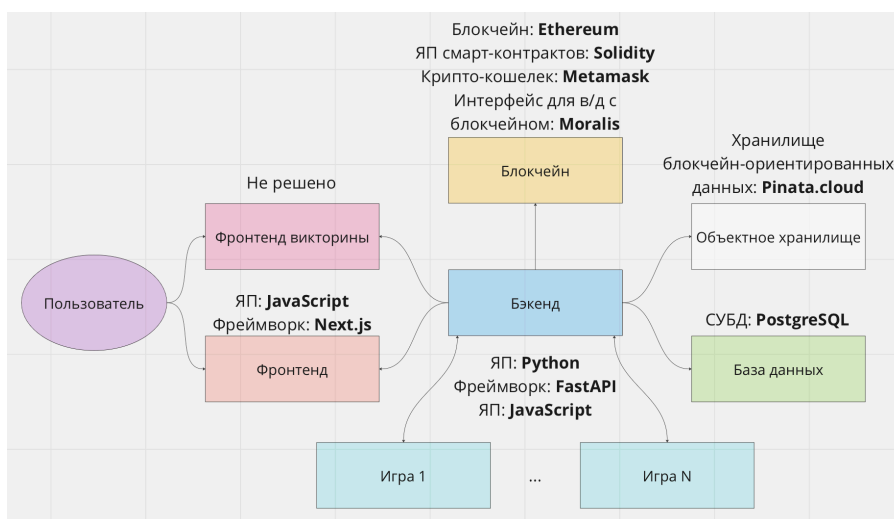 Блокчейн: Ethereum
ЯП смарт-контрактов: Solidity
Крипто-кошелек: Metamask
Интерфейс для в/д с
блокчейном: Moralis
Блокчейн
Хранилище
блокчейн-ориентированных
данных: Pinata.cloud
Не решено
Фронтенд викторины
Объектное хранилище
Пользователь
ЯП: JavaScript
Фреймворк: Next.js
Бэкенд
СУБД: PostgreSQL
Фронтенд
ЯП: Python
Фреймворк: FastAPI
ЯП: JavaScript
База данных
Игра 1
...
Игра N